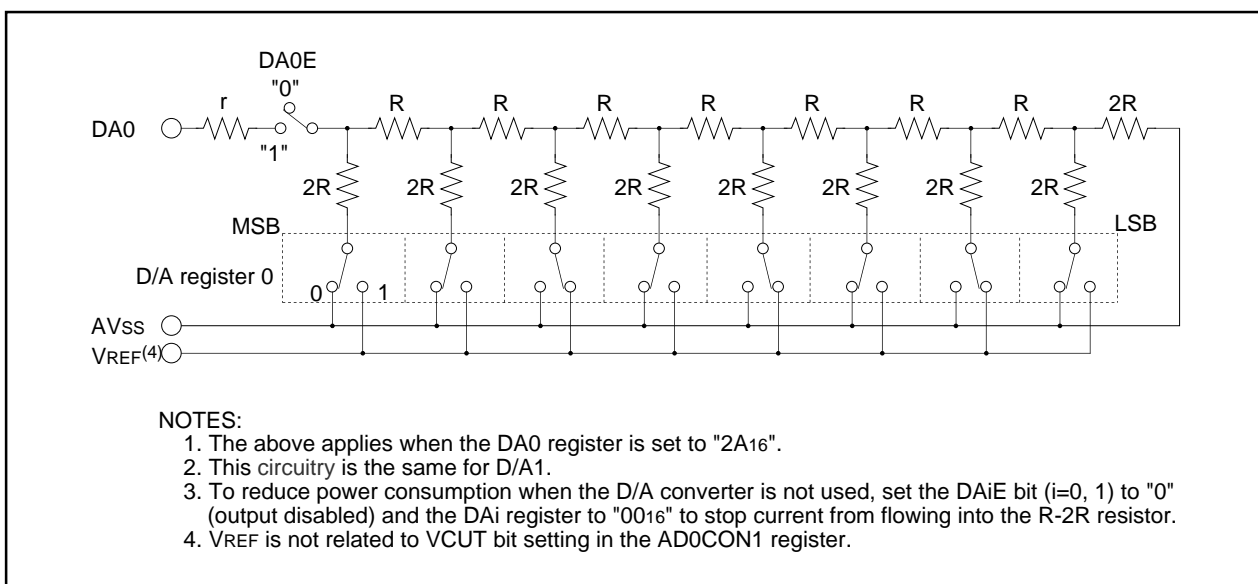 DA0E
"0"
r R R R R R R R 2R
DA0
"1"
2R 2R 2R 2R 2R 2R 2R 2R
MSB LSB
D/A register 0
0 1
AVSS
VREF(4)
NOTES:
1. The above applies when the DA0 register is set to "2A16".
2. This circuitry is the same for D/A1.
3. To reduce power consumption when the D/A converter is not used, set the DAiE bit (i=0, 1) to "0"
(output disabled) and the DAi register to "0016" to stop current from flowing into the R-2R resistor.
4. VREF is not related to VCUT bit setting in the AD0CON1 register.